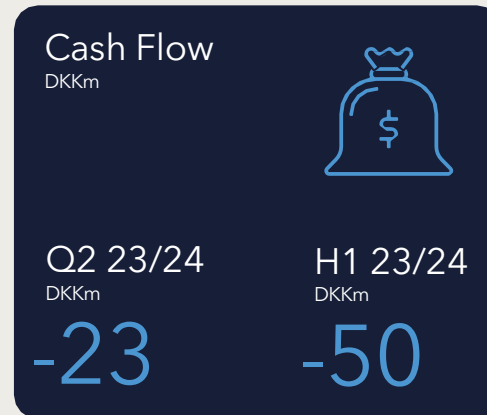 Cash Flow
DKKm
$
Q2 23/24
DKKm
-23
H1 23/24
DKKm
-50